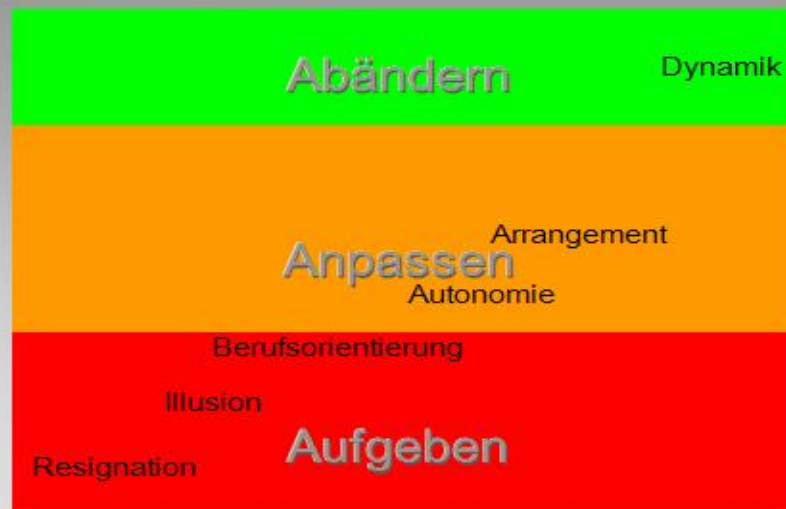 Abändern
Dynamik
Arrangement
Anpassen
Autonomie
Berufsorientierung
Illusion
Aufgeben
Resignation